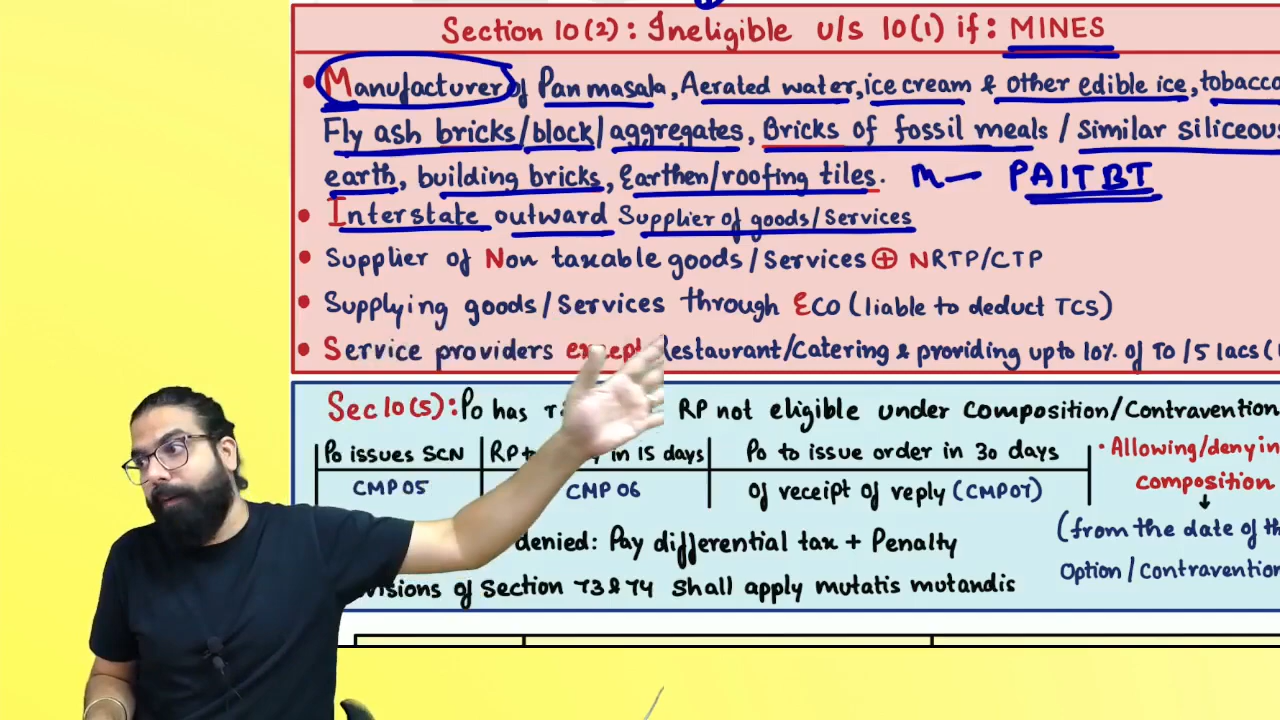 Section 10(2): Ineligible u/s 10(1) if: MINES
• Manufacturer of Pan masala, Aerated water, ice cream & other edible ice, tobacco
Fly ash bricks/block/aggregates, Bricks of fossil meals / Similar siliceous
earth, building bricks, Earthen/roofing tiles. M— PAITBT
• Interstate outward Supplier of goods/Services
• Supplier of Non taxable goods/Services ⊕ NRTP/CTP
• Supplying goods/Services through ECO (liable to deduct TCS)
• Service providers except Restaurant/Catering & providing upto 10% of To /5 lacs (
Sec 10(5): Po has RP not eligible under composition/Contravention
Po issues SCN RP in 15 days Po to issue order in 30 days • Allowing/denyin
CMP 05 CMP 06 of receipt of reply (CMP07) composition
denied: Pay differential tax + Penalty (from the date of th
of Section 73 & 74 Shall apply mutatis mutandis Option / Contravention